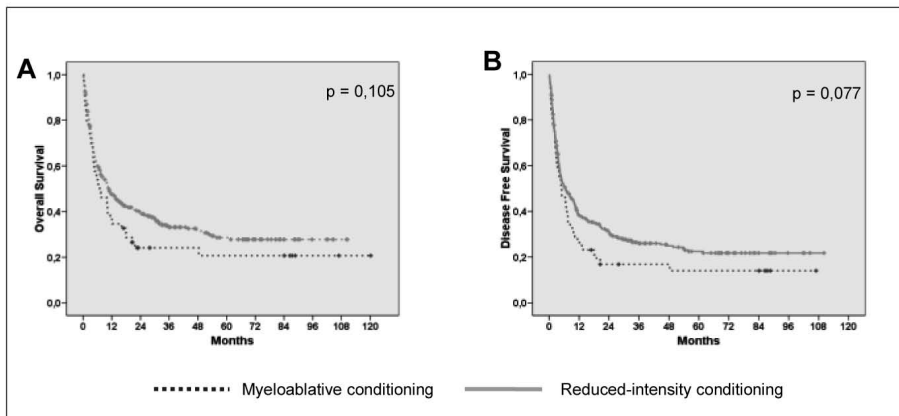 A
p = 0,105
Overall Survival
1,0
0,8
0,6
0,4
0,2
0,0
0 12 24 36 48 60 72 84 96 108 120
Months
B
p = 0,077
Disease Free Survival
1,0
0,8
0,6
0,4
0,2
0,0
0 12 24 36 48 60 72 84 96 108 120
Months
Myeloablative conditioning
Reduced-intensity conditioning